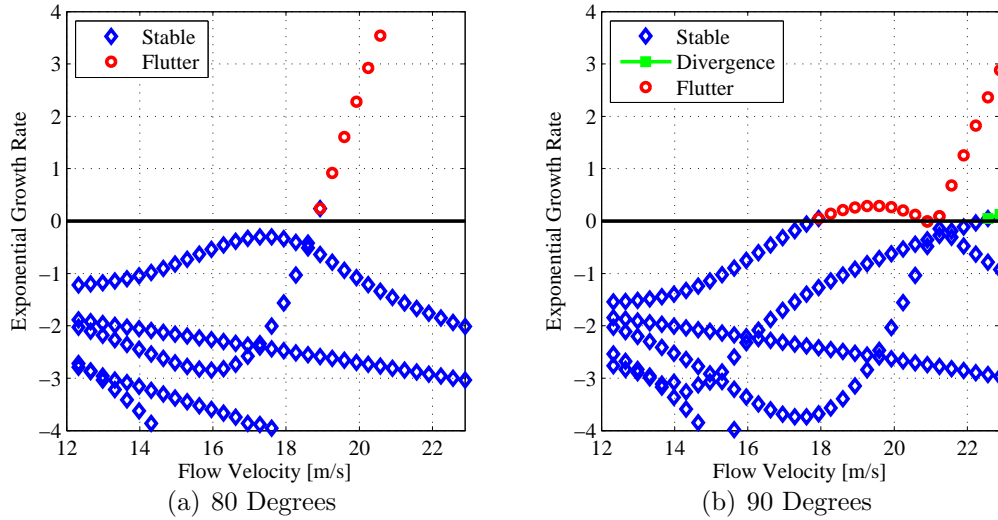 4
3
2
1
0
−1
−2
−3
−4
Exponential Growth Rate
Stable
Flutter
12
14
16
18
20
22
Flow Velocity [m/s]
(a) 80 Degrees
4
3
2
1
0
−1
−2
−3
−4
Exponential Growth Rate
Stable
Divergence
Flutter
12
14
16
18
20
22
Flow Velocity [m/s]
(b) 90 Degrees